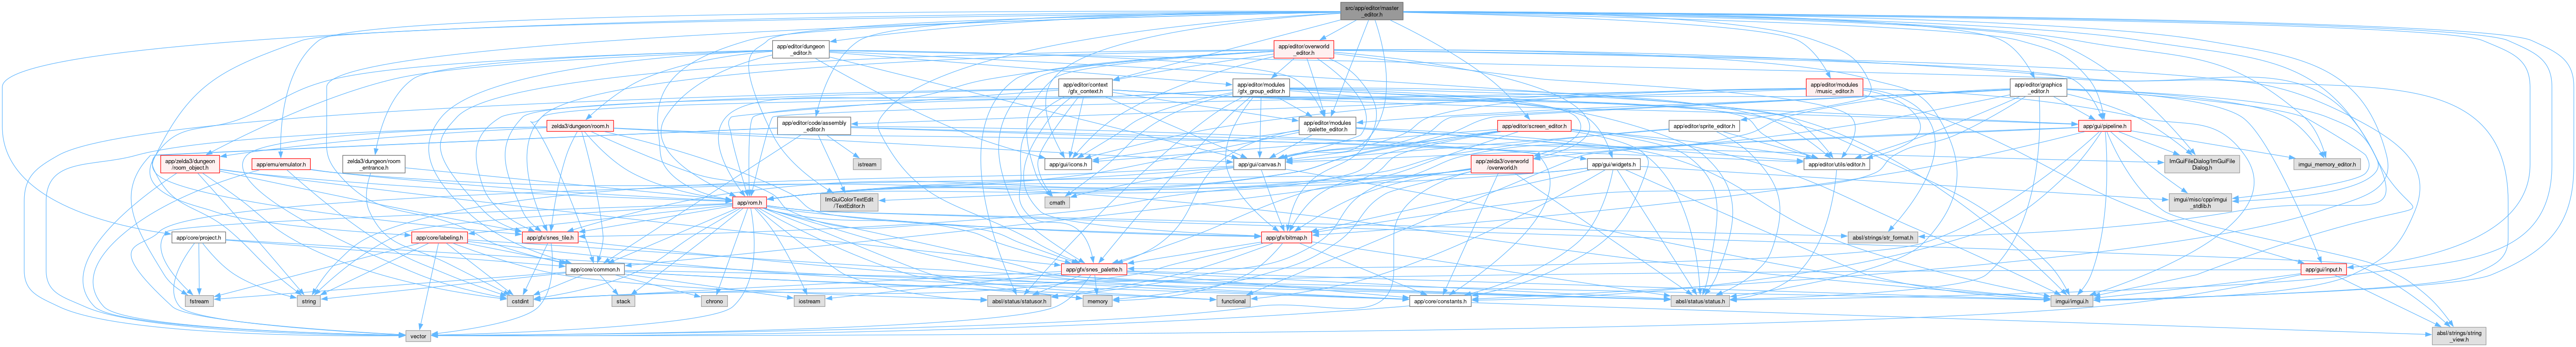 src/app/editor/master
_editor.h
app/editor/dungeon
_editor.h
app/editor/overworld
_editor.h
app/editor/context
/gfx_context.h
app/editor/modules
/gfx_group_editor.h
app/editor/modules
/music_editor.h
app/editor/graphics
_editor.h
zelda3/dungeon/room.h
app/editor/code/assembly
_editor.h
app/editor/modules
/palette_editor.h
app/editor/screen_editor.h
app/editor/sprite_editor.h
app/gui/pipeline.h
app/zelda3/dungeon
/room_object.h
app/emu/emulator.h
zelda3/dungeon/room
_entrance.h
istream
app/gui/icons.h
app/gui/canvas.h
app/zelda3/overworld
/overworld.h
app/gui/widgets.h
app/editor/utils/editor.h
ImGuiFileDialog/ImGuiFile
Dialog.h
imgui_memory_editor.h
app/rom.h
ImGuiColorTextEdit
/TextEditor.h
cmath
imgui/misc/cpp/imgui
_stdlib.h
app/core/project.h
app/core/labeling.h
app/gfx/snes_tile.h
app/gfx/bitmap.h
absl/strings/str_format.h
app/core/common.h
app/gfx/snes_palette.h
app/gui/input.h
fstream
string
cstdint
stack
chrono
iostream
absl/status/statusor.h
memory
functional
app/core/constants.h
absl/status/status.h
imgui/imgui.h
vector
absl/strings/string
_view.h